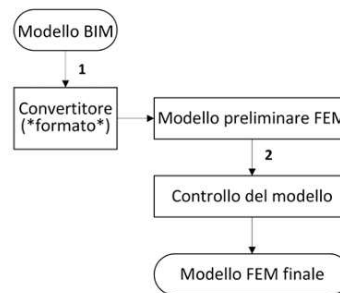 Modello BIM
1
Convertitore
(*formato*)
Modello preliminare FEM
2
Controllo del modello
Modello FEM finale